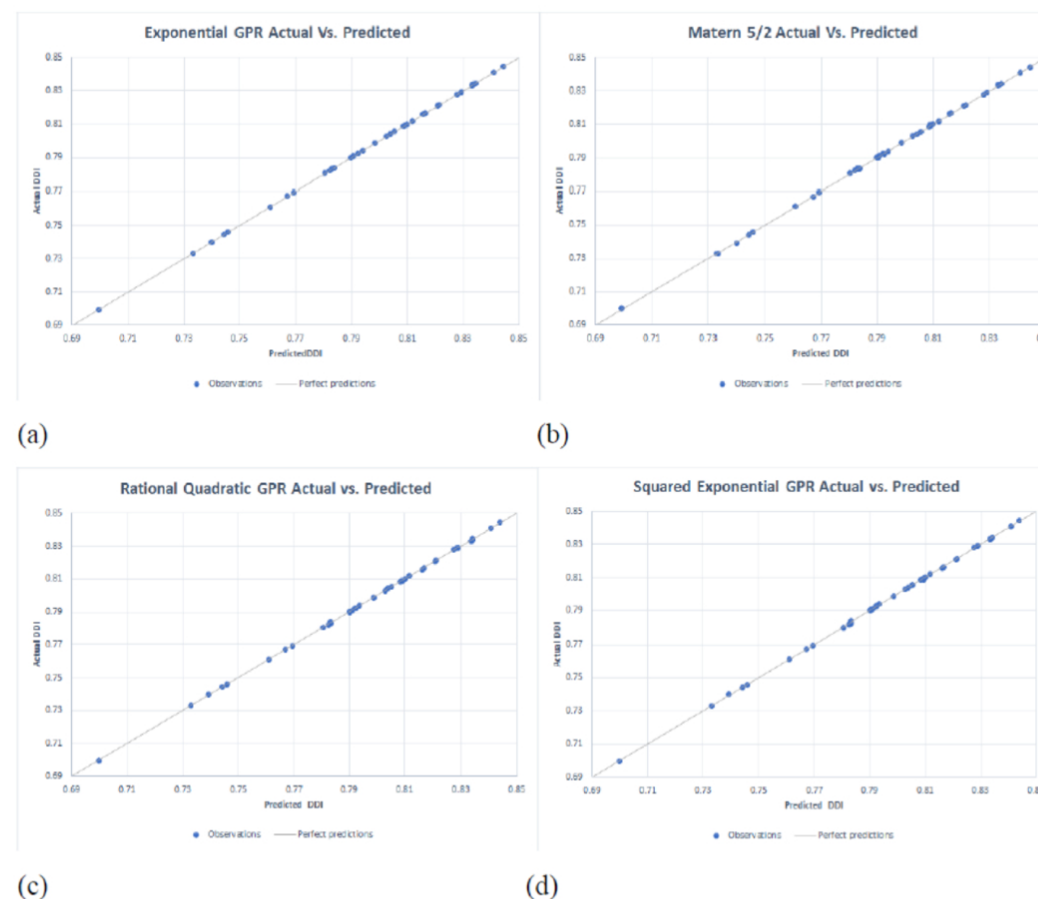 Exponential GPR Actual Vs. Predicted
0.85
0.83
0.81
0.79
0.77
0.75
0.73
0.71
0.69
Actual DDI
0.69 0.71 0.73 0.75 0.77 0.79 0.81 0.83 0.85
PredictedDDI
Observations Perfect predictions
(a)
Matern 5/2 Actual Vs. Predicted
0.85
0.83
0.81
0.79
0.77
0.75
0.73
0.71
0.69
Actual DDI
0.69 0.71 0.73 0.75 0.77 0.79 0.81 0.83
Predicted DDI
Observations Perfect predictions
(b)
Rational Quadratic GPR Actual vs. Predicted
0.85
0.83
0.81
0.79
0.77
0.75
0.73
0.71
0.69
Actual DDI
0.69 0.71 0.73 0.75 0.77 0.79 0.81 0.83 0.85
Predicted DDI
Observations Perfect predictions
(c)
Squared Exponential GPR Actual vs. Predicted
0.85
0.83
0.81
0.79
0.77
0.75
0.73
0.71
0.69
Actual DDI
0.69 0.71 0.73 0.75 0.77 0.79 0.81 0.83
Predicted DDI
Observations Perfect predictions
(d)